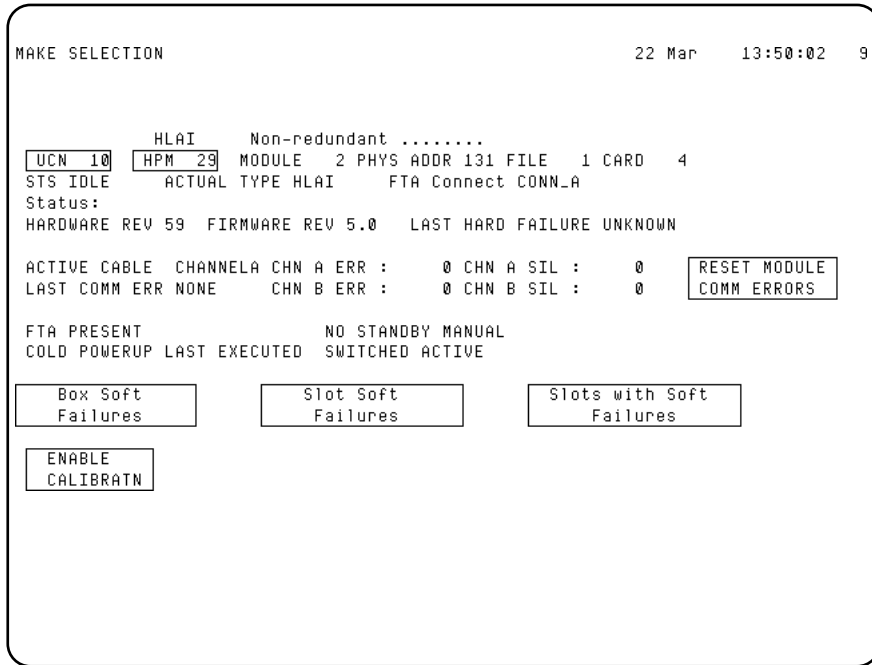 MAKE SELECTION 22 Mar 13:50:02 9
HLAI Non-redundant ........
UCN 10 HPM 29 MODULE 2 PHYS ADDR 131 FILE 1 CARD 4
STS IDLE ACTUAL TYPE HLAI FTA Connect CONN_A
Status:
HARDWARE REV 59 FIRMWARE REV 5.0 LAST HARD FAILURE UNKNOWN
ACTIVE CABLE CHANNELA CHN A ERR : 0 CHN A SIL : 0 RESET MODULE
LAST COMM ERR NONE CHN B ERR : 0 CHN B SIL : 0 COMM ERRORS
FTA PRESENT NO STANDBY MANUAL
COLD POWERUP LAST EXECUTED SWITCHED ACTIVE
Box Soft Slot Soft Slots with Soft
Failures Failures Failures
ENABLE
CALIBRATN